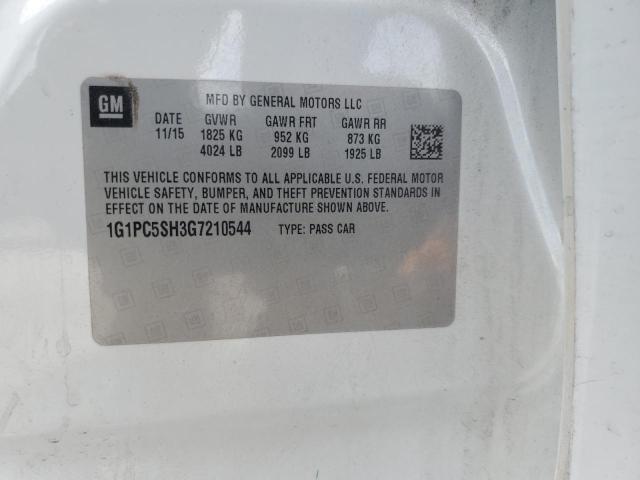 GM
MFD BY GENERAL MOTORS LLC
DATE GVWR GAWR FRT GAWR RR
11/15 1825 KG 952 KG 873 KG
4024 LB 2099 LB 1925 LB
THIS VEHICLE CONFORMS TO ALL APPLICABLE U.S. FEDERAL MOTOR
VEHICLE SAFETY, BUMPER, AND THEFT PREVENTION STANDARDS IN
EFFECT ON THE DATE OF MANUFACTURE SHOWN ABOVE.
1G1PC5SH3G7210544 TYPE: PASS CAR